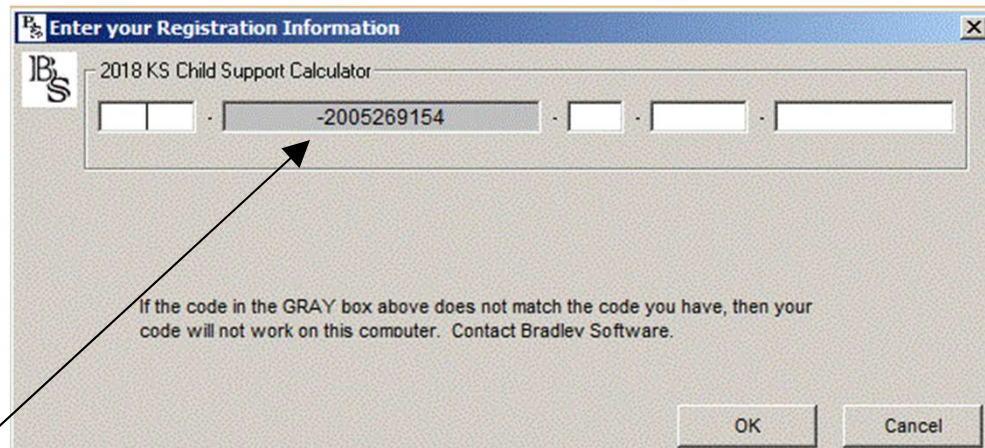 Enter your Registration Information
BS
2018 KS Child Support Calculator
- -2005269154 - - -
If the code in the GRAY box above does not match the code you have, then your
code will not work on this computer. Contact Bradley Software.
OK Cancel